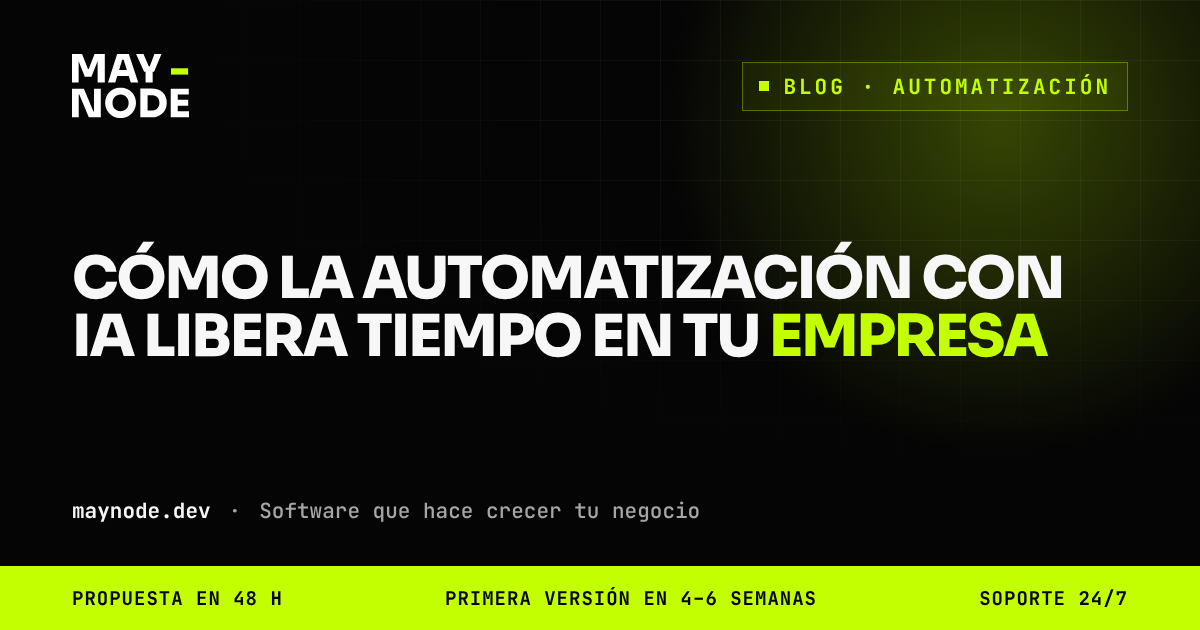 MAY -
NODE
BLOG · AUTOMATIZACIÓN
CÓMO LA AUTOMATIZACIÓN CON
IA LIBERA TIEMPO EN TU EMPRESA
maynode.dev · Software que hace crecer tu negocio
PROPUESTA EN 48 H
PRIMERA VERSIÓN EN 4–6 SEMANAS
SOPORTE 24/7